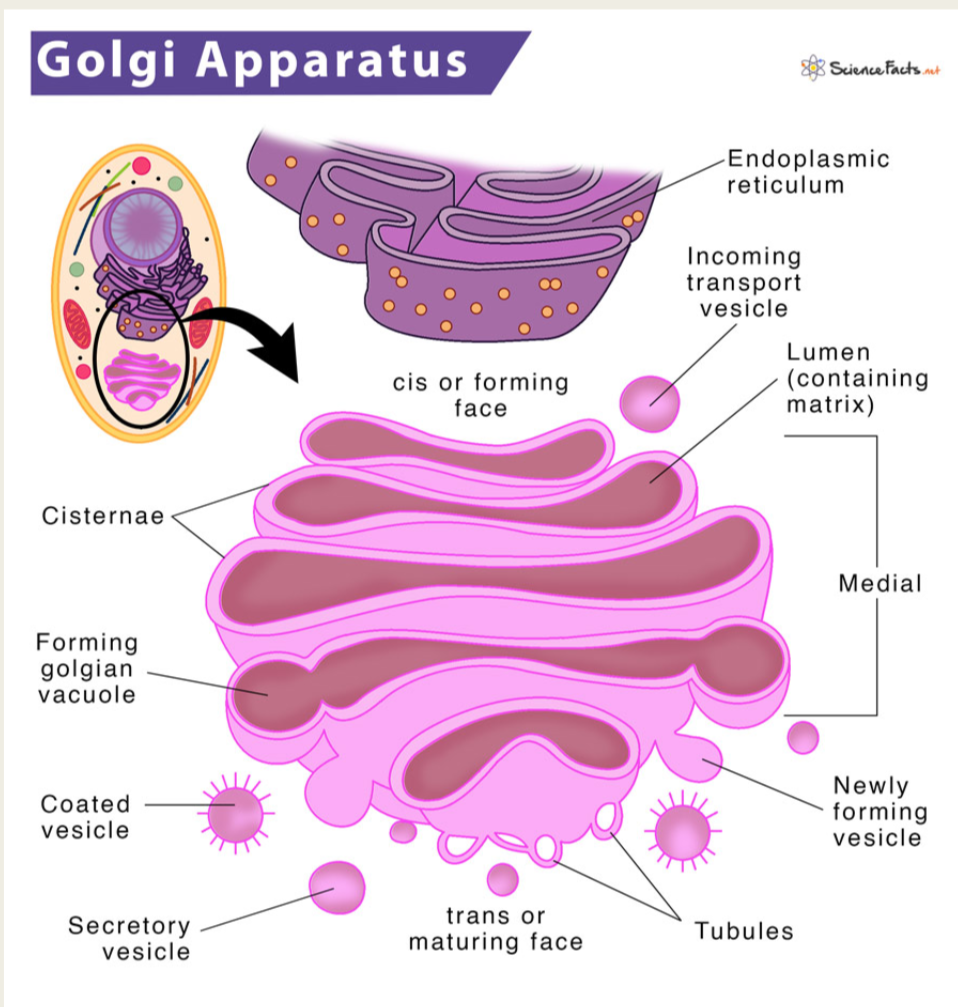 Golgi Apparatus
ScienceFacts.net
Endoplasmic
reticulum
Incoming
transport
vesicle
Lumen
(containing
matrix)
cis or forming
face
Cisternae
Medial
Forming
golgian
vacuole
Newly
forming
vesicle
Coated
vesicle
Secretory
vesicle
trans or
maturing face
Tubules